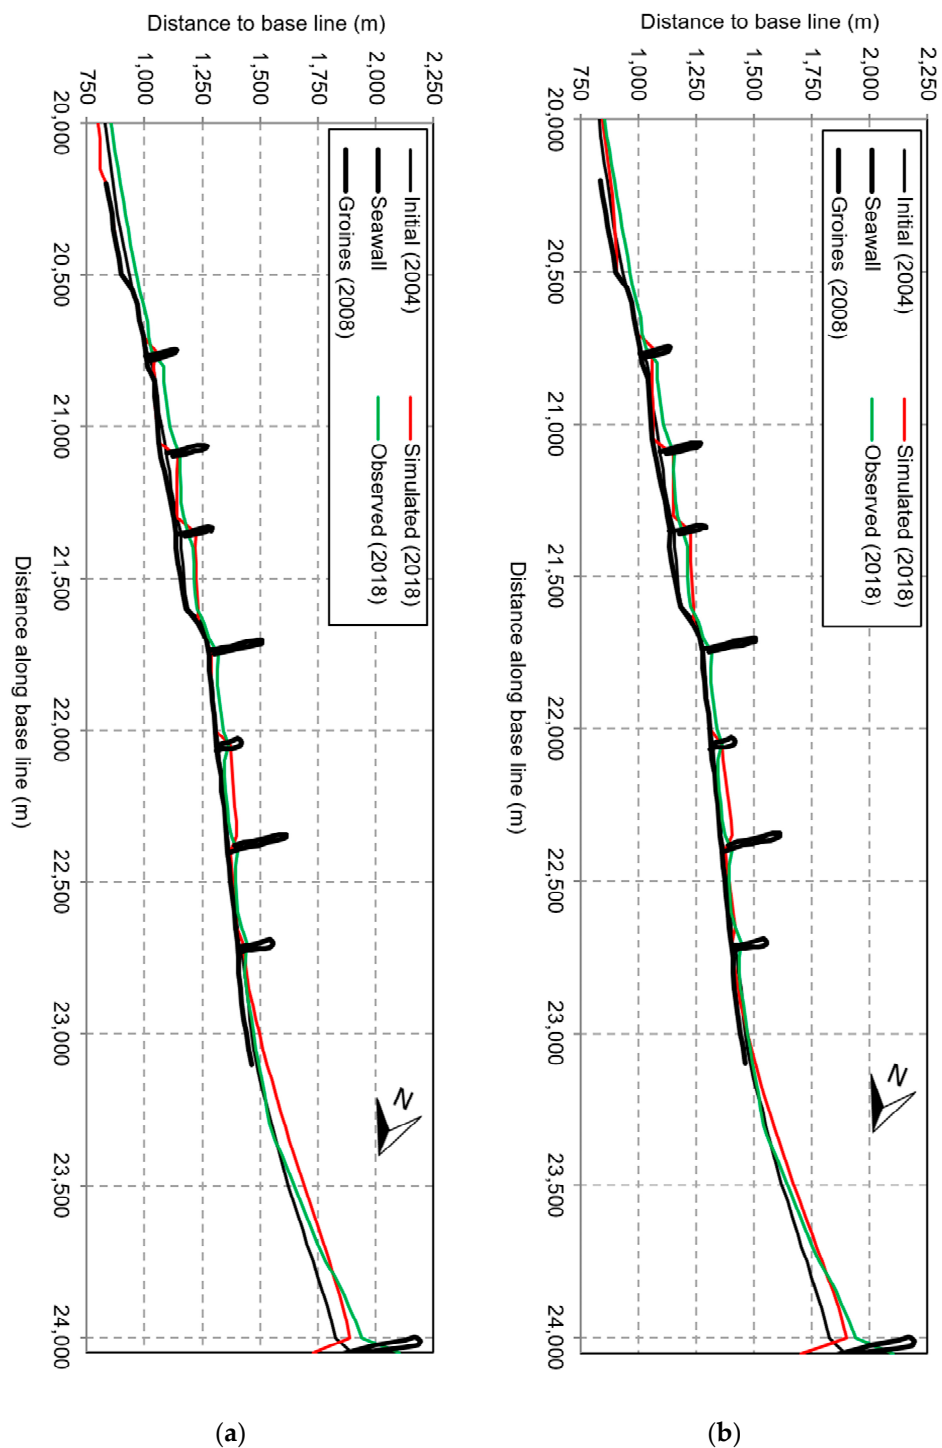 Distance to base line (m)
2,250
2,000
1,750
1,500
1,250
1,000
750
20,000
20,500
21,000
21,500
22,000
22,500
23,000
23,500
24,000
Distance along base line (m)
Initial (2004)
Seawall
Groines (2008)
Simulated (2018)
Observed (2018)
N
(a)
Distance to base line (m)
2,250
2,000
1,750
1,500
1,250
1,000
750
20,000
20,500
21,000
21,500
22,000
22,500
23,000
23,500
24,000
Distance along base line (m)
Initial (2004)
Seawall
Groines (2008)
Simulated (2018)
Observed (2018)
N
(b)